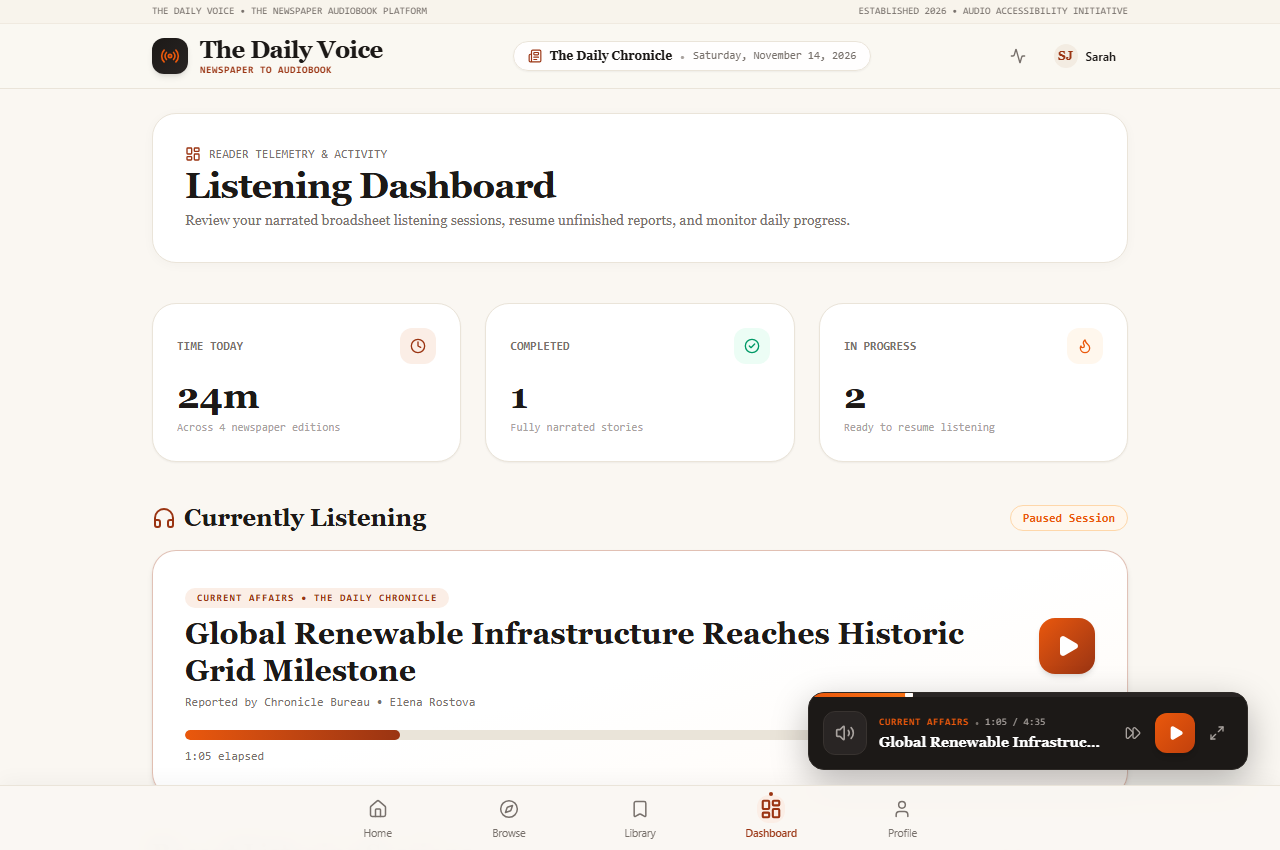 THE DAILY VOICE • THE NEWSPAPER AUDIOBOOK PLATFORM
ESTABLISHED 2026 • AUDIO ACCESSIBILITY INITIATIVE
The Daily Voice
NEWSPAPER TO AUDIOBOOK
The Daily Chronicle • Saturday, November 14, 2026
SJ Sarah
READER TELEMETRY & ACTIVITY
Listening Dashboard
Review your narrated broadsheet listening sessions, resume unfinished reports, and monitor daily progress.
TIME TODAY
24m
Across 4 newspaper editions
COMPLETED
1
Fully narrated stories
IN PROGRESS
2
Ready to resume listening
Currently Listening
Paused Session
CURRENT AFFAIRS • THE DAILY CHRONICLE
Global Renewable Infrastructure Reaches Historic
Grid Milestone
Reported by Chronicle Bureau • Elena Rostova
1:05 elapsed
CURRENT AFFAIRS • 1:05 / 4:35
Global Renewable Infrastruc...
Home
Browse
Library
Dashboard
Profile